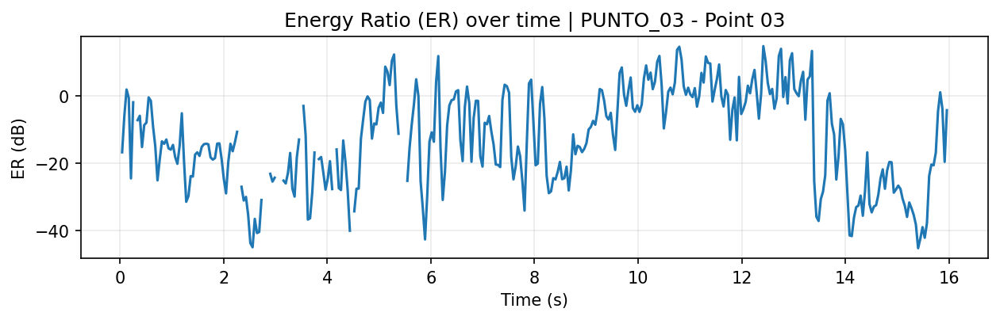 Energy Ratio (ER) over time | PUNTO_03 - Point 03
ER (dB)
0
−20
−40
0 2 4 6 8 10 12 14 16
Time (s)